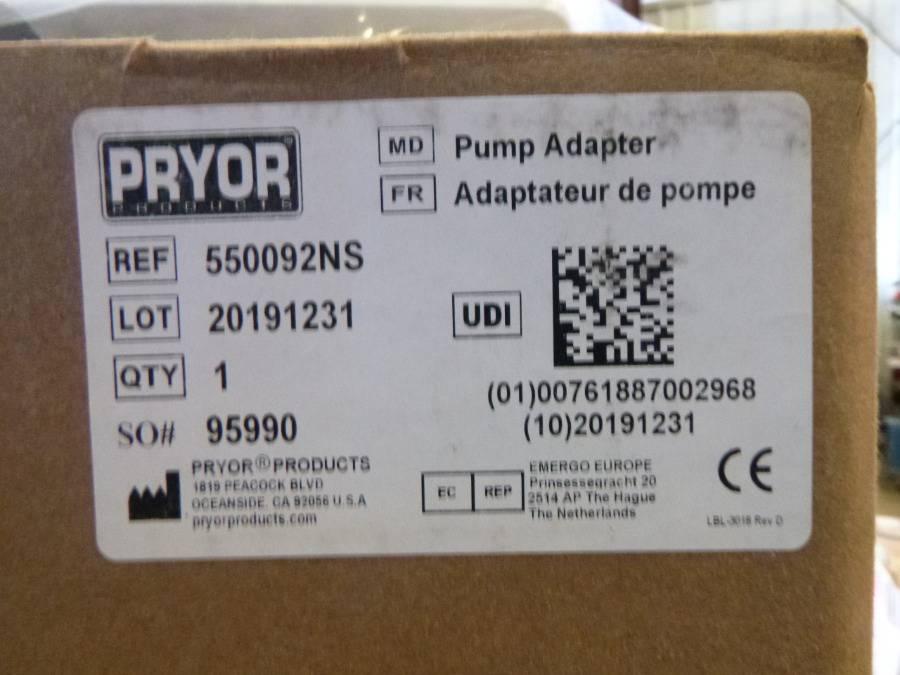 PRYOR
PRODUCTS
MD Pump Adapter
FR Adaptateur de pompe
REF 550092NS
LOT 20191231
QTY 1
SO# 95990
UDI
(01)00761887002968
(10)20191231
PRYOR®PRODUCTS
1819 PEACOCK BLVD
OCEANSIDE, CA 92056 U.S.A
pryorproducts.com
EC REP
EMERGO EUROPE
Prinsessegracht 20
2514 AP The Hague
The Netherlands
CE
LBL-3018 Rev D